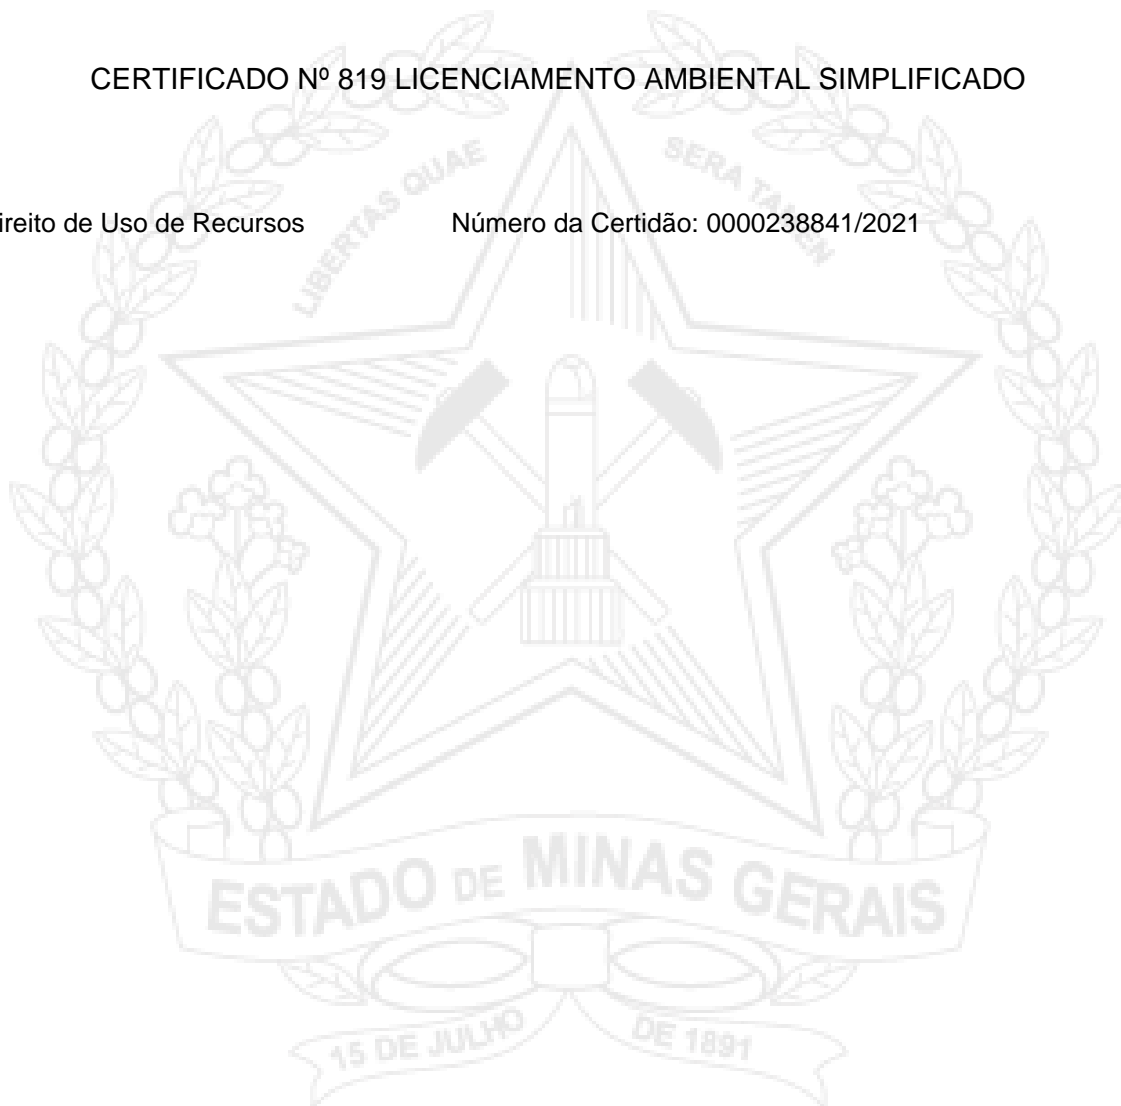 CERTIFICADO Nº 819 LICENCIAMENTO AMBIENTAL SIMPLIFICADO
LIBERTAS QUAE SERA TAMEN
ireito de Uso de Recursos Número da Certidão: 0000238841/2021
ESTADO DE MINAS GERAIS
15 DE JULHO DE 1891